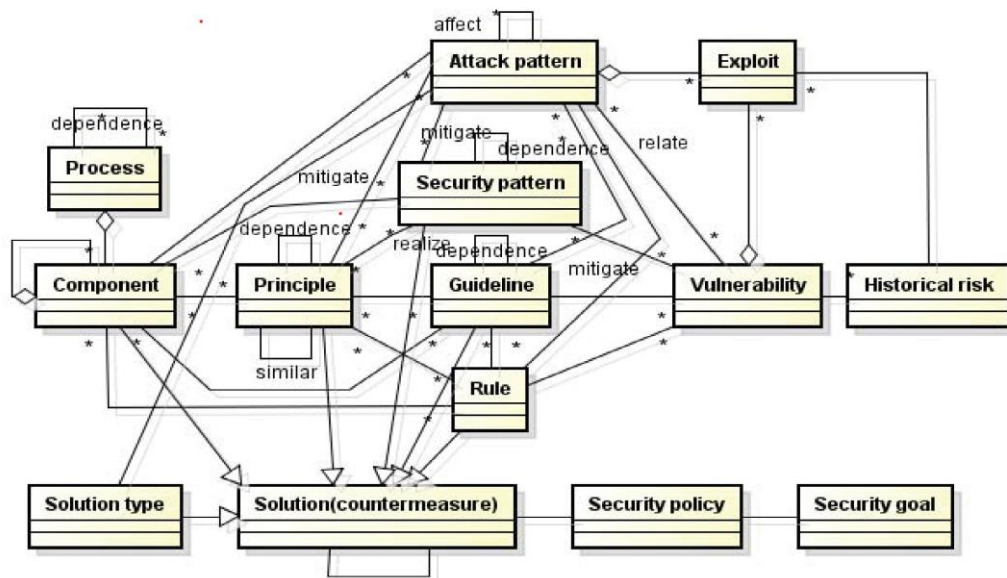 affect
*
Attack pattern
Exploit
*
*
*
*
*
dependence
*
Process
*
mitigate
*
dependence
*
*
relate
Security pattern
mitigate
*
dependence
*
realize
*
dependence
*
mitigate
*
*
Component
*
*
Principle
*
Guideline
Vulnerability
*
Historical risk
*
*
*
*
*
*
*
*
*
similar
*
*
Rule
*
Solution type
Solution(countermeasure)
Security policy
Security goal